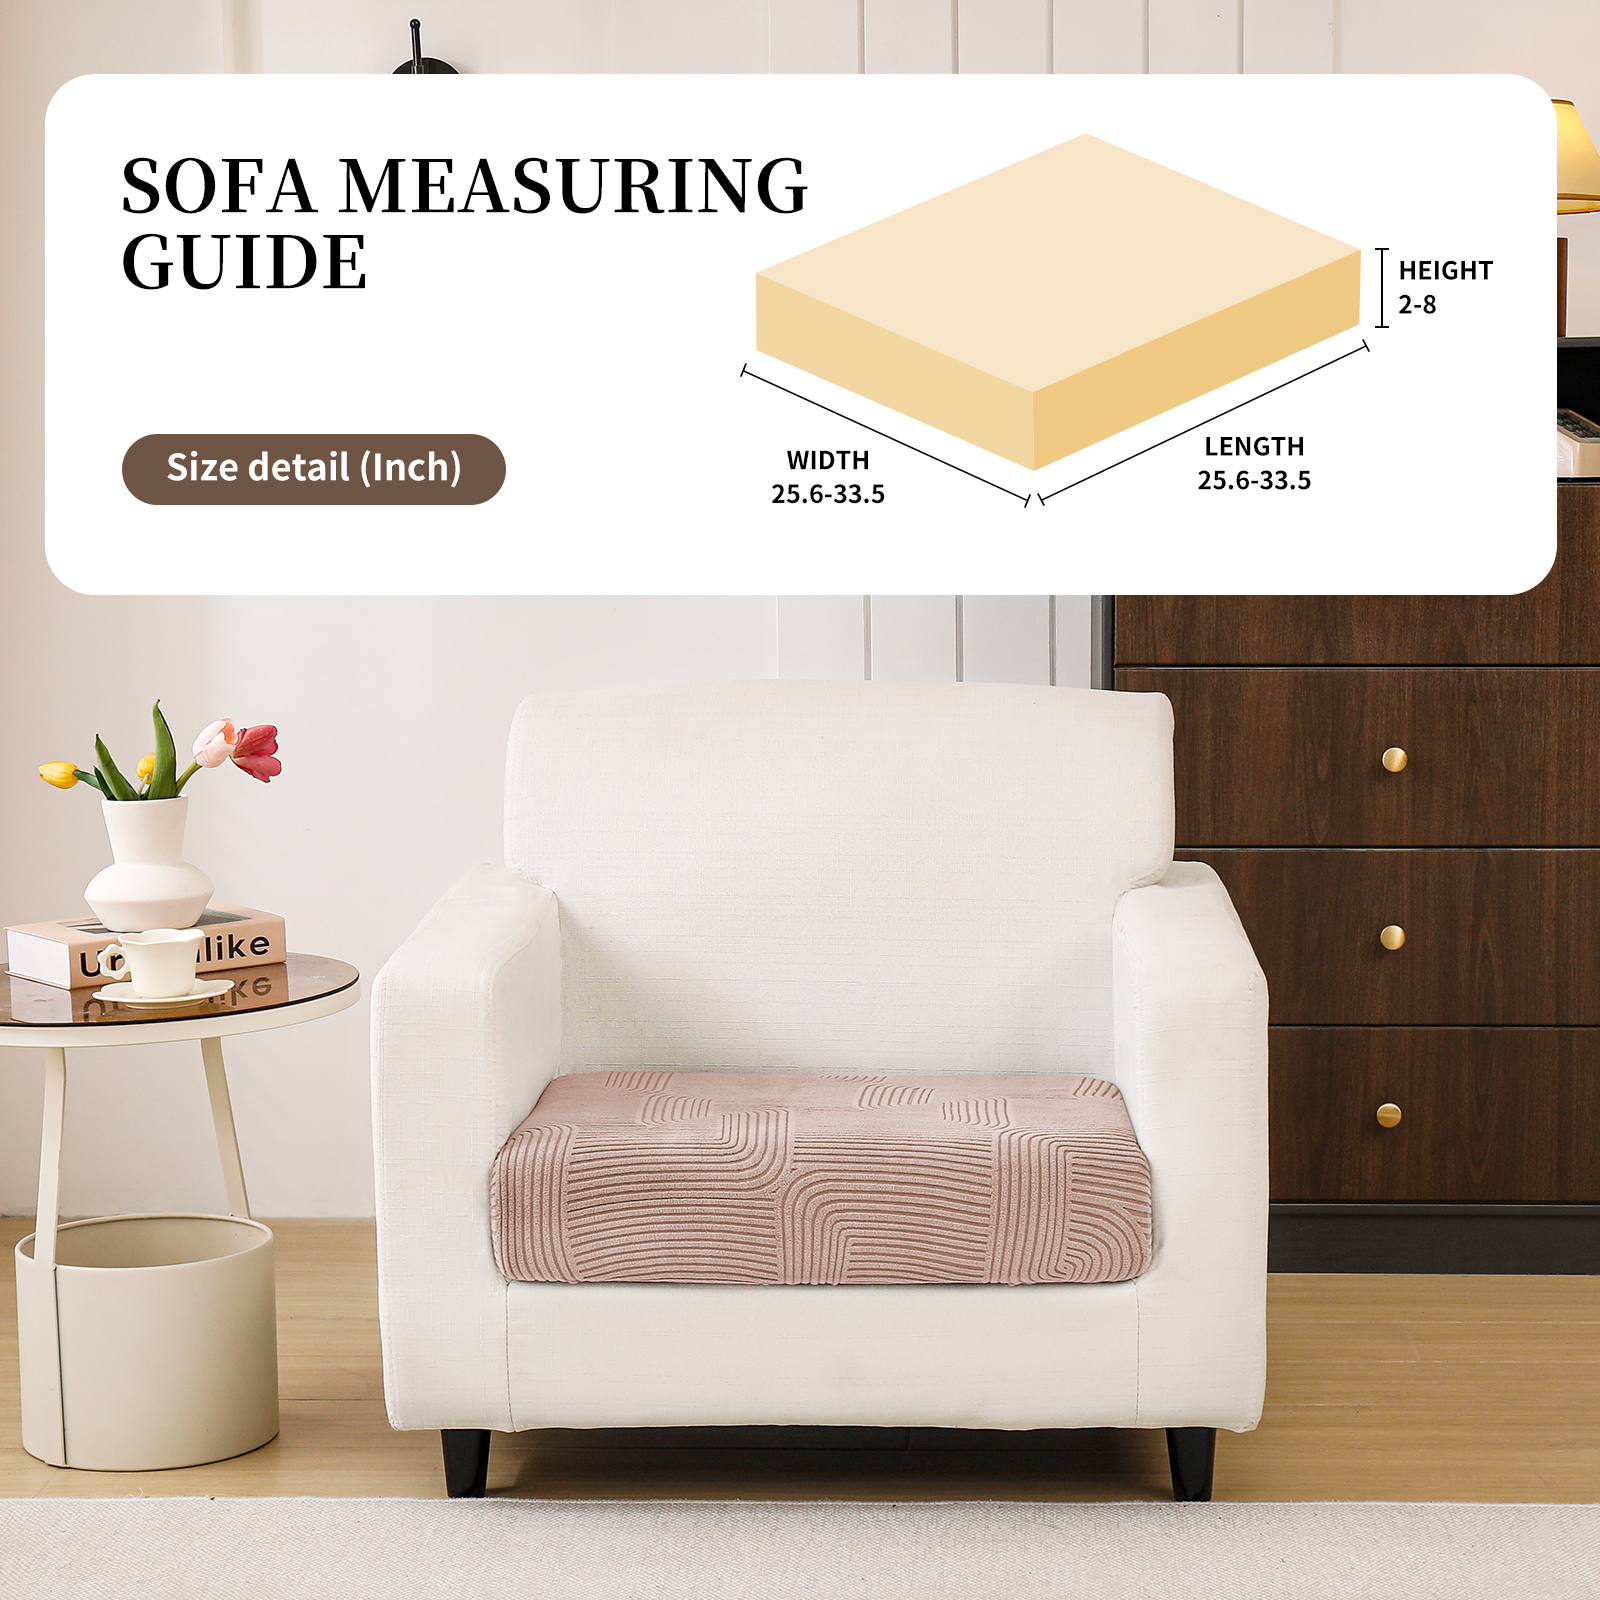 SOFA MEASURING
GUIDE
HEIGHT
2-8
WIDTH
25.6-33.5
LENGTH
25.6-33.5
Size detail (Inch)